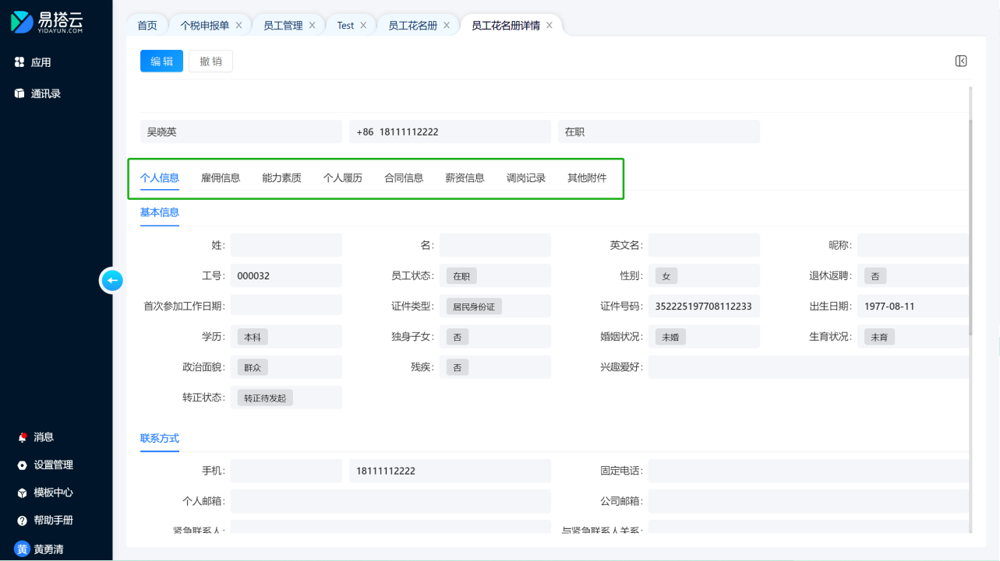 易搭云
YIDAYUN.COM
应用
通讯录
消息
设置管理
模板中心
帮助手册
黄 黄勇清
首页 个税申报单 × 员工管理 × Test × 员工花名册 × 员工花名册详情 ×
编辑 撤销
吴晓英 +86 18111112222 在职
个人信息 雇佣信息 能力素质 个人履历 合同信息 薪资信息 调岗记录 其他附件
基本信息
姓: 名: 英文名: 昵称:
工号: 000032 员工状态: 在职 性别: 女 退休返聘: 否
首次参加工作日期: 证件类型: 居民身份证 证件号码: 352225197708112233 出生日期: 1977-08-11
学历: 本科 独身子女: 否 婚姻状况: 未婚 生育状况: 未育
政治面貌: 群众 残疾: 否 兴趣爱好:
转正状态: 转正待发起
联系方式
手机: 18111112222 固定电话:
个人邮箱: 公司邮箱:
紧急联系人: 与紧急联系人关系: